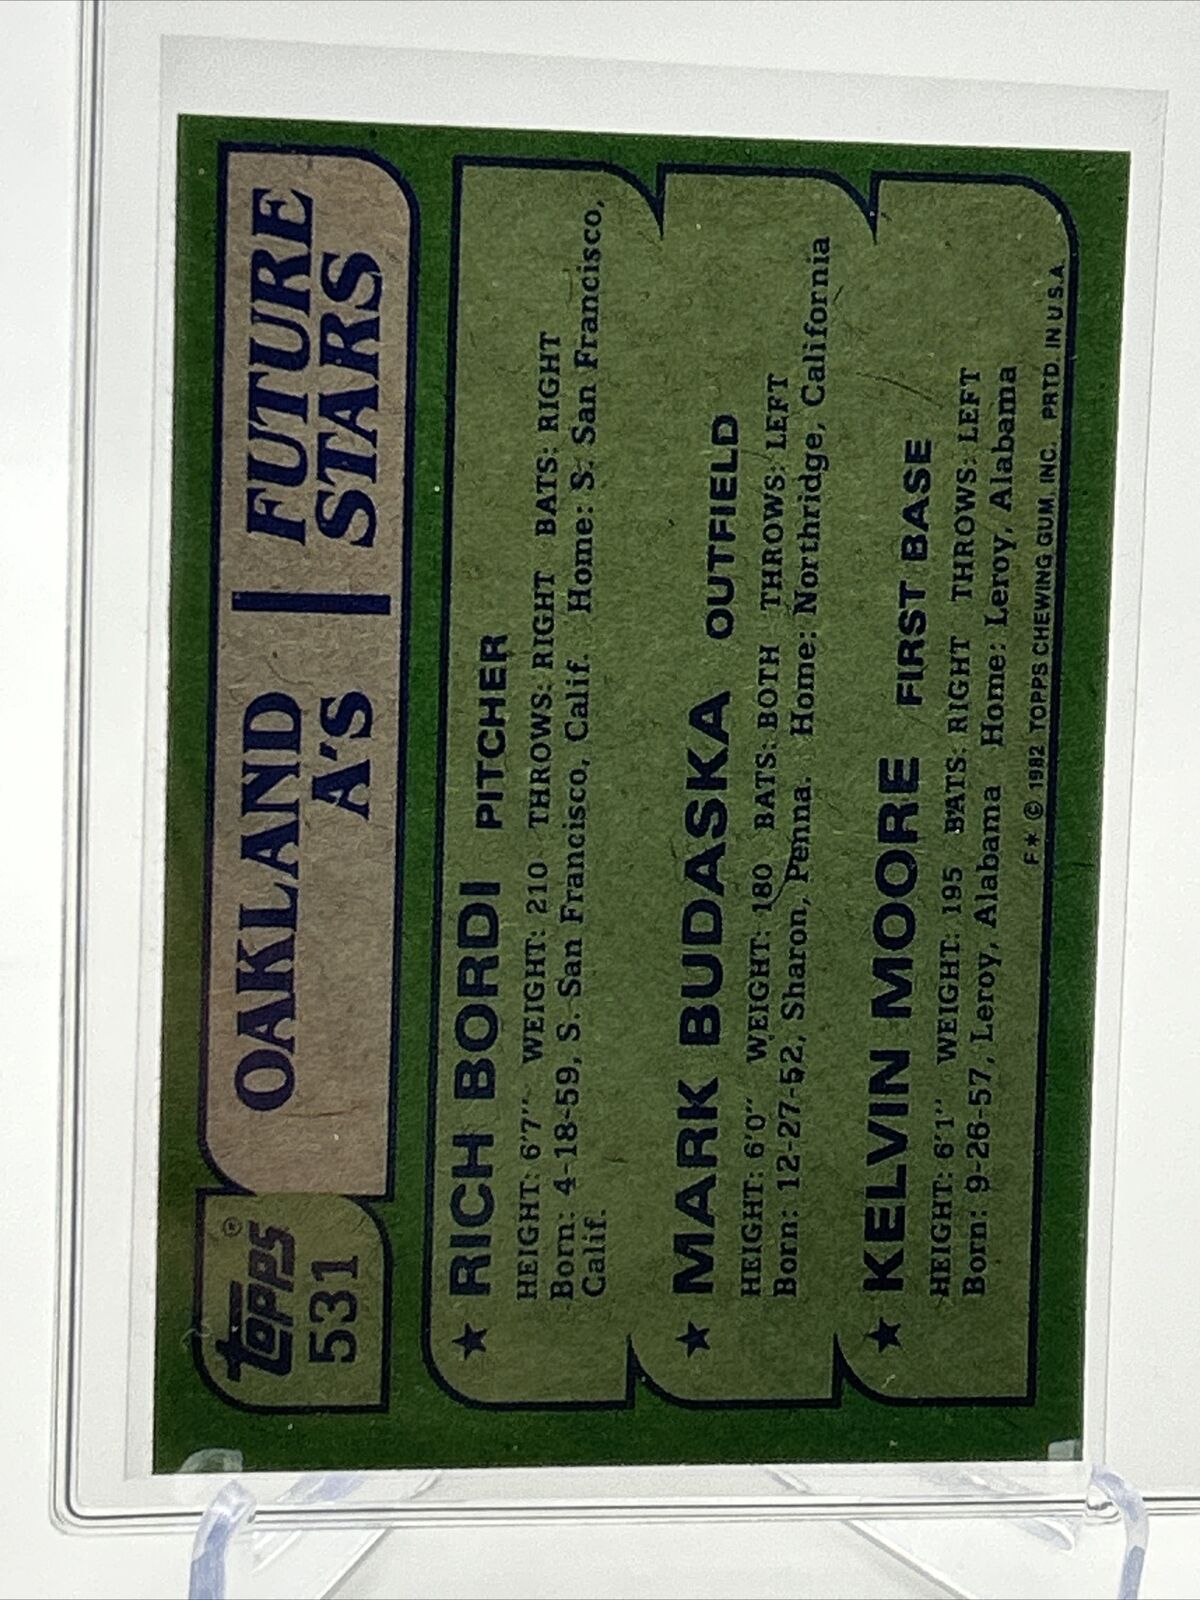 Topps®
531
OAKLAND
A'S
FUTURE
STARS
★ RICH BORDI PITCHER
HEIGHT: 6'7" WEIGHT: 210 THROWS: RIGHT BATS: RIGHT
Born: 4-18-59, S. San Francisco, Calif. Home: S. San Francisco,
Calif.
★ MARK BUDASKA OUTFIELD
HEIGHT: 6'0" WEIGHT: 180 BATS: BOTH THROWS: LEFT
Born: 12-27-52, Sharon, Penna. Home: Northridge, California
★ KELVIN MOORE FIRST BASE
HEIGHT: 6'1" WEIGHT: 195 BATS: RIGHT THROWS: LEFT
Born: 9-26-57, Leroy, Alabama Home: Leroy, Alabama
F* © 1982 TOPPS CHEWING GUM, INC. PRTD. IN U.S.A.